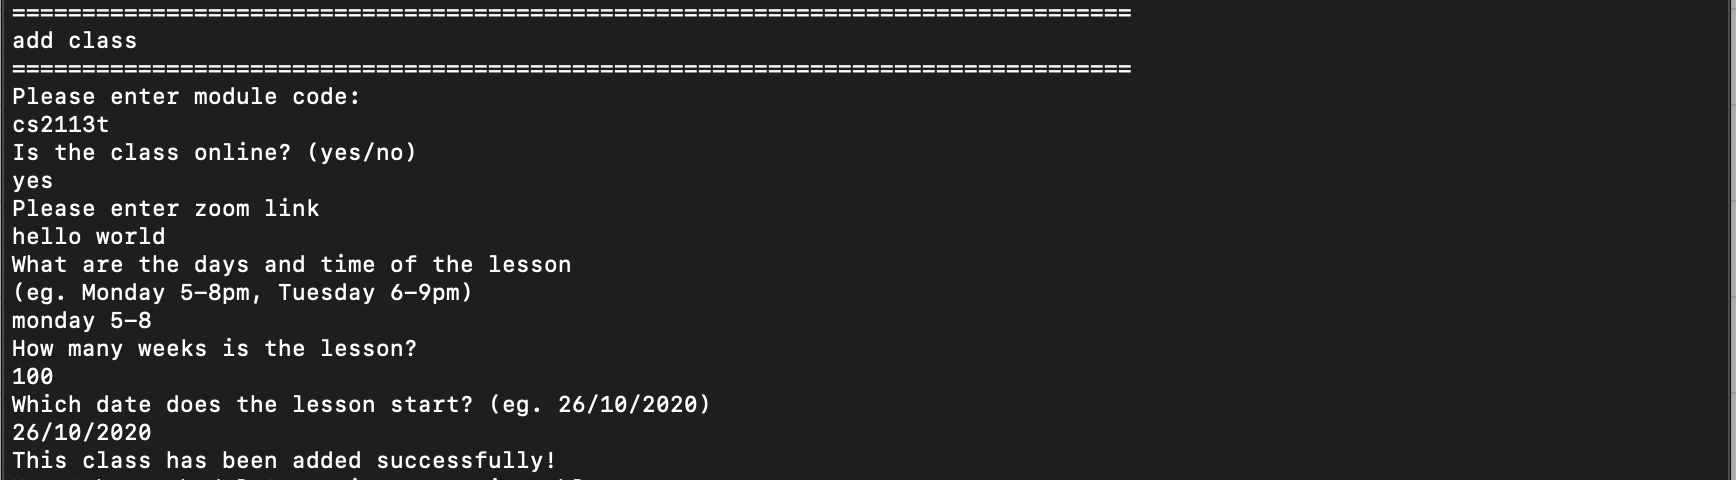 ================================================================================
add class
================================================================================
Please enter module code:
cs2113t
Is the class online? (yes/no)
yes
Please enter zoom link
hello world
What are the days and time of the lesson
(eg. Monday 5-8pm, Tuesday 6-9pm)
monday 5-8
How many weeks is the lesson?
100
Which date does the lesson start? (eg. 26/10/2020)
26/10/2020
This class has been added successfully!